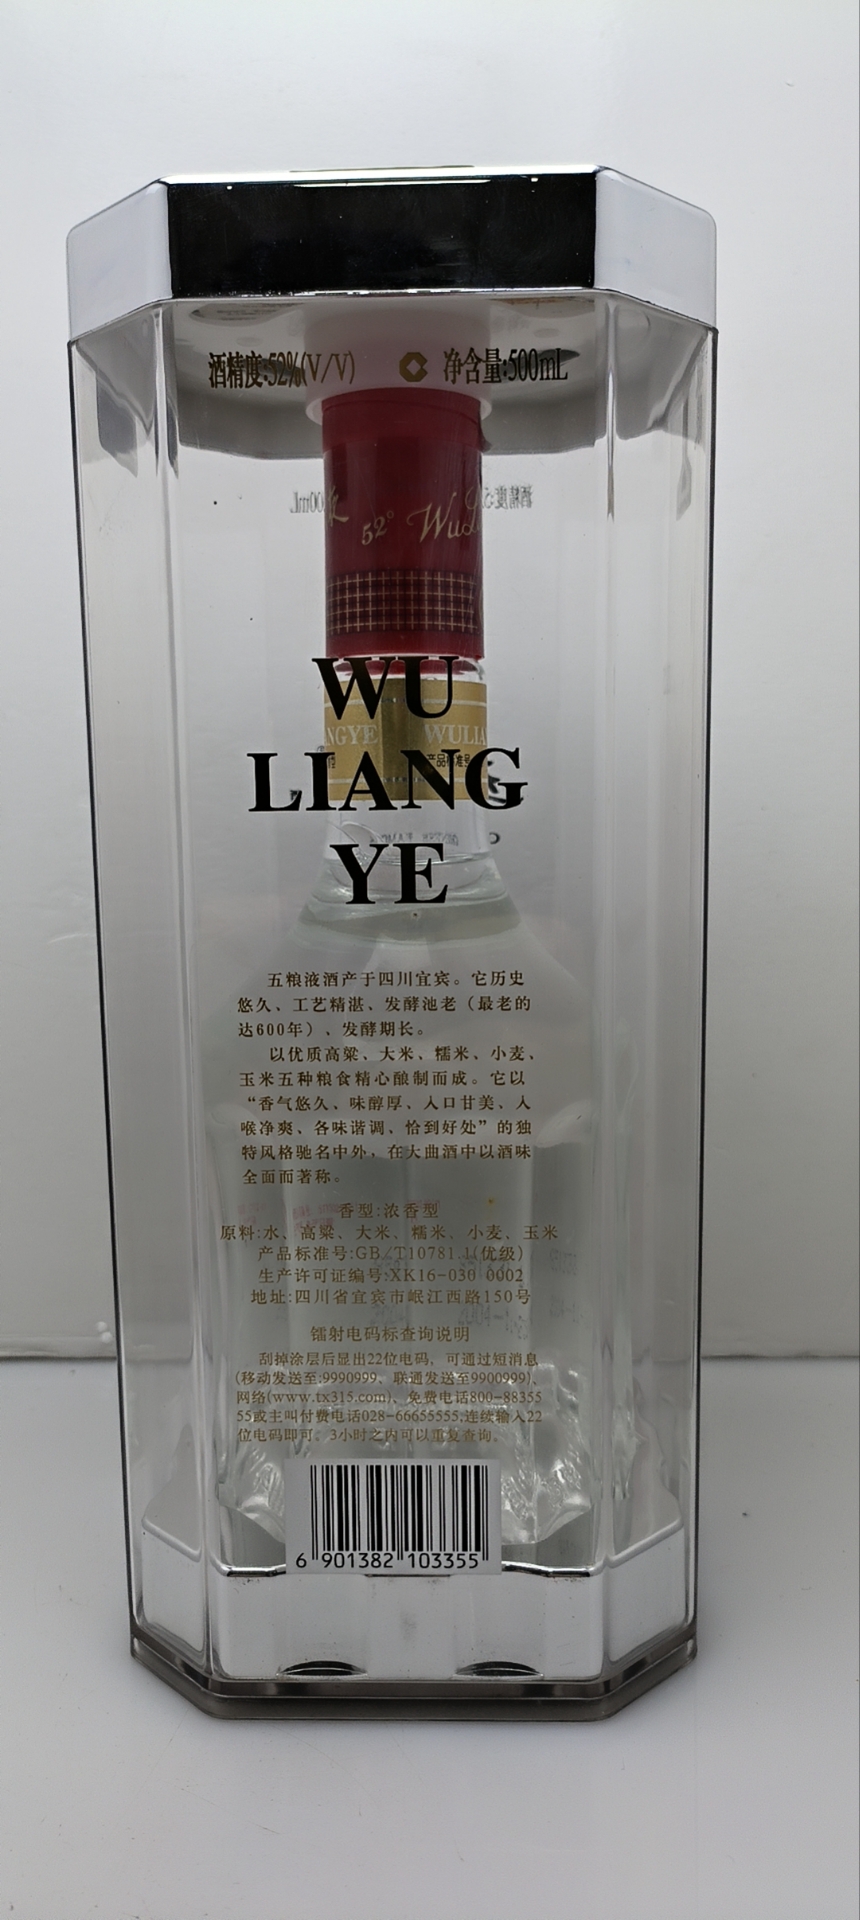 酒精度:52%(V/V) 净含量:500mL
52° Wu
WU
NGYE WULIA
产品标准号
LIANG
YE
五粮液酒产于四川宜宾。它历史
悠久、工艺精湛、发酵池老（最老的
达600年）、发酵期长。
以优质高粱、大米、糯米、小麦、
玉米五种粮食精心酿制而成。它以
“香气悠久、味醇厚、入口甘美、入
喉净爽、各味谐调、恰到好处”的独
特风格驰名中外，在大曲酒中以酒味
全面而著称。
香型:浓香型
原料:水、高粱、大米、糯米、小麦、玉米
产品标准号:GB/T10781.1(优级)
生产许可证编号:XK16-030 0002
地址:四川省宜宾市岷江西路150号
镭射电码标查询说明
刮掉涂层后显出22位电码，可通过短消息
(移动发送至:9990999、联通发送至9900999)、
网络(www.tx315.com)、免费电话800-88355
55或主叫付费电话028-66655555,连续输入22
位电码即可。3小时之内可以重复查询。
6 901382 103355